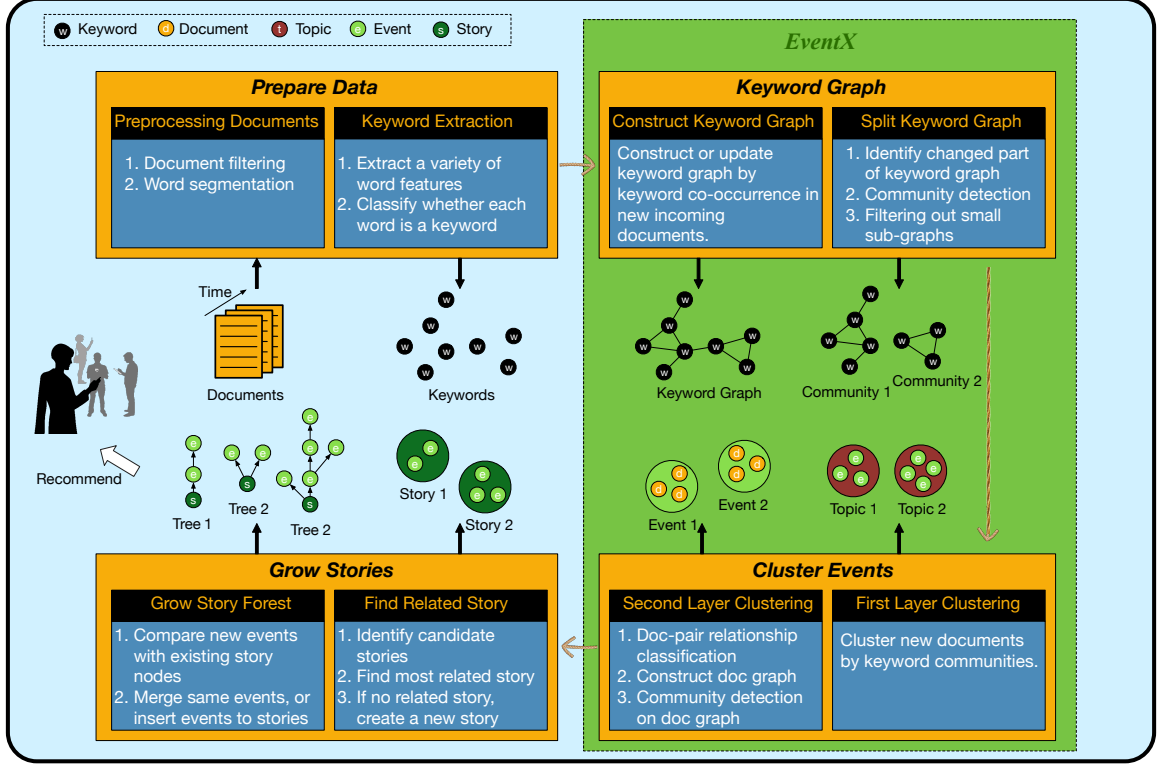 w Keyword d Document t Topic e Event s Story
EventX
Prepare Data
Preprocessing Documents
1. Document filtering
2. Word segmentation
Keyword Extraction
1. Extract a variety of
word features
2. Classify whether each
word is a keyword
Keyword Graph
Construct Keyword Graph
Construct or update
keyword graph by
keyword co-occurrence in
new incoming
documents.
Split Keyword Graph
1. Identify changed part
of keyword graph
2. Community detection
3. Filtering out small
sub-graphs
Time
Documents
w
w
w
w
w
w
w
w
Keywords
w
w
w
w
w
w
w
w
Keyword Graph
w
w
w
w
w
Community 1
w
w
w
Community 2
Recommend
e
e
s
Tree 1
e e
s
Tree 2
e
e e
e e
s
Tree 2
e
e
Story 1
e
e e
Story 2
d
d d
Event 1
d
d d
Event 2
e
e e
Topic 1
e
e e
e
Topic 2
Grow Stories
Grow Story Forest
1. Compare new events
with existing story
nodes
2. Merge same events, or
insert events to stories
Find Related Story
1. Identify candidate
stories
2. Find most related story
3. If no related story,
create a new story
Cluster Events
Second Layer Clustering
1. Doc-pair relationship
classification
2. Construct doc graph
3. Community detection
on doc graph
First Layer Clustering
Cluster new documents
by keyword communities.